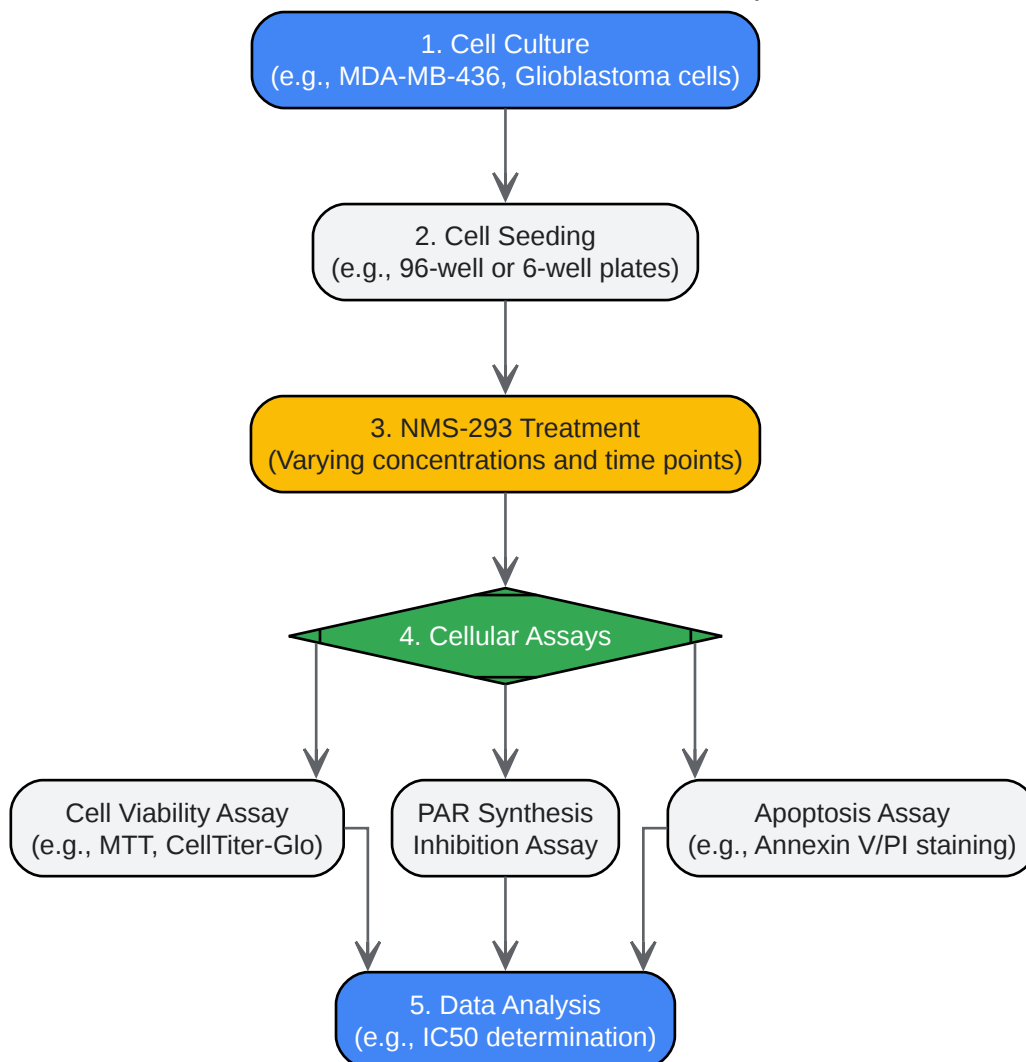 1. Cell Culture
(e.g., MDA-MB-436, Glioblastoma cells)
2. Cell Seeding
(e.g., 96-well or 6-well plates)
3. NMS-293 Treatment
(Varying concentrations and time points)
4. Cellular Assays
Cell Viability Assay
(e.g., MTT, CellTiter-Glo)
PAR Synthesis
Inhibition Assay
Apoptosis Assay
(e.g., Annexin V/PI staining)
5. Data Analysis
(e.g., IC50 determination)